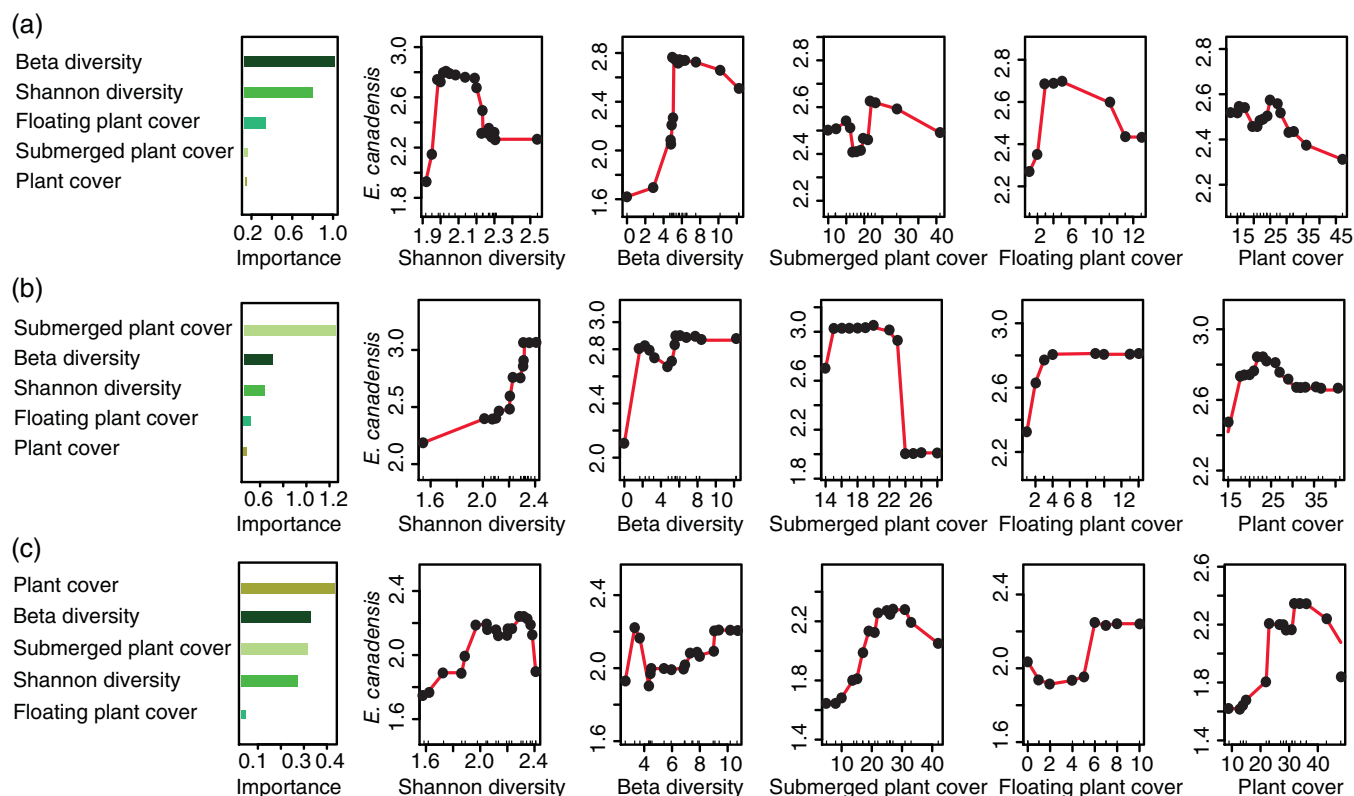 (a)
Beta diversity
Shannon diversity
Floating plant cover
Submerged plant cover
Plant cover
0.2 0.6 1.0
Importance
E. canadensis
1.8 2.2 2.6 3.0
1.9 2.1 2.3 2.5
Shannon diversity
1.6 2.0 2.4 2.8
0 2 4 6 8 10 12
Beta diversity
2.2 2.4 2.6 2.8
10 20 30 40
Submerged plant cover
2.2 2.4 2.6 2.8
2 6 10 12
Floating plant cover
2.2 2.4 2.6 2.8
15 25 35 45
Plant cover
(b)
Submerged plant cover
Beta diversity
Shannon diversity
Floating plant cover
Plant cover
0.6 1.0 1.2
Importance
E. canadensis
2.0 2.5 3.0
1.6 2.0 2.4
Shannon diversity
2.0 2.4 2.8 3.0
0 4 8 10
Beta diversity
1.8 2.2 2.6 3.0
14 18 22 26
Submerged plant cover
2.2 2.6 3.0
2 4 6 8 12
Floating plant cover
2.2 2.6 3.0
15 25 35
Plant cover
(c)
Plant cover
Beta diversity
Submerged plant cover
Shannon diversity
Floating plant cover
0.1 0.3 0.4
Importance
E. canadensis
1.6 2.0 2.4
1.6 2.0 2.4
Shannon diversity
1.6 2.0 2.4
4 6 8 10
Beta diversity
1.4 1.8 2.2
10 20 30 40
Submerged plant cover
1.6 2.0 2.4
0 2 4 6 8 10
Floating plant cover
1.4 1.8 2.2 2.6
10 20 30 40
Plant cover